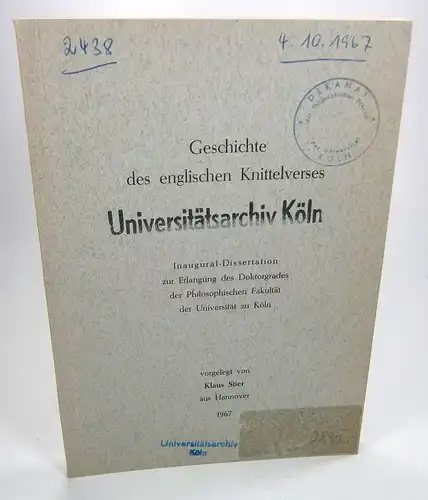 2438
4. 10. 1967
DEKANAT
KÖLN
Geschichte
des englischen Knittelverses
Universitätsarchiv Köln
Inaugural-Dissertation
zur Erlangung des Doktorgrades
der Philosophischen Fakultät
der Universität zu Köln
vorgelegt von
Klaus Stier
aus Hannover
1967
Universitätsarchiv
Köln